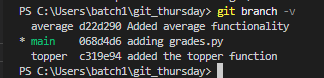 PS C:\Users\batch1\git_thursday> git branch -v
  average d22d290 Added average functionality
* main    068d4d6 adding grades.py
  topper  c319e94 added the topper function
PS C:\Users\batch1\git_thursday>